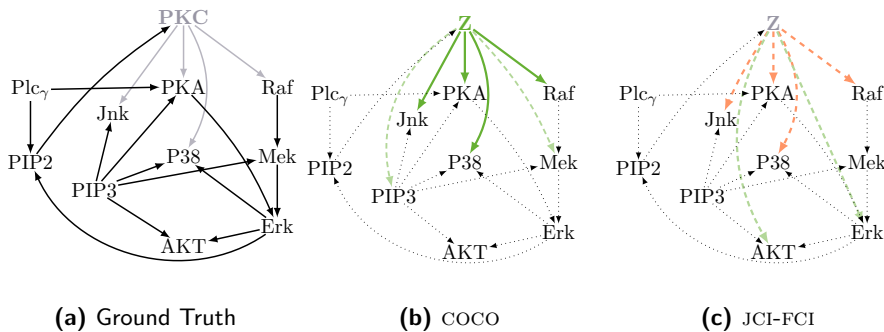 PKC
Plcγ
PKA
Raf
Jnk
PIP2
P38
Mek
PIP3
Erk
AKT
(a) Ground Truth
Z
Plcγ
PKA
Raf
Jnk
PIP2
P38
Mek
PIP3
Erk
AKT
(b) COCO
Z
Plcγ
PKA
Raf
Jnk
PIP2
P38
Mek
PIP3
Erk
AKT
(c) JCI-FCI